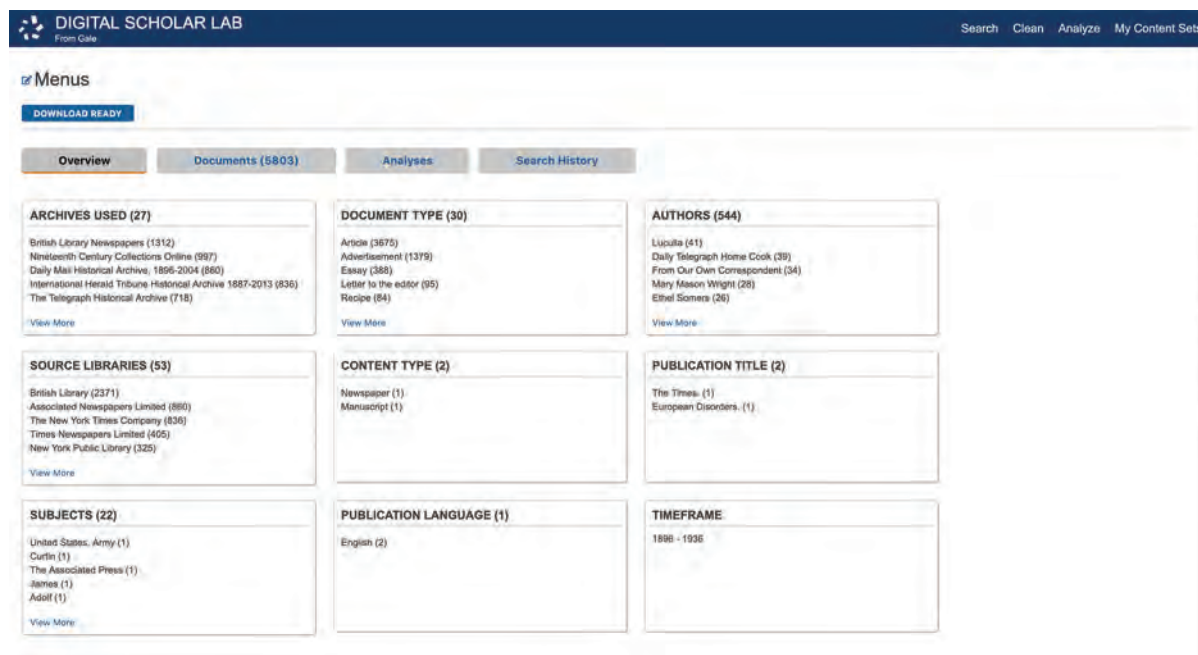 DIGITAL SCHOLAR LAB
From Gale
Search Clean Analyze My Content Sets
Menus
DOWNLOAD READY
Overview Documents (5803) Analyses Search History
ARCHIVES USED (27)
British Library Newspapers (1312)
Nineteenth Century Collections Online (997)
Daily Mail Historical Archive, 1896-2004 (860)
International Herald Tribune Historical Archive 1887-2013 (836)
The Telegraph Historical Archive (718)
View More
DOCUMENT TYPE (30)
Article (3675)
Advertisement (1379)
Essay (388)
Letter to the editor (95)
Recipe (84)
View More
AUTHORS (544)
Luculla (41)
Daily Telegraph Home Cook (39)
From Our Own Correspondent (34)
Mary Mason Wright (28)
Ethel Somers (26)
View More
SOURCE LIBRARIES (53)
British Library (2371)
Associated Newspapers Limited (860)
The New York Times Company (836)
Times Newspapers Limited (405)
New York Public Library (325)
View More
CONTENT TYPE (2)
Newspaper (1)
Manuscript (1)
PUBLICATION TITLE (2)
The Times. (1)
European Disorders. (1)
SUBJECTS (22)
United States. Army (1)
Curtin (1)
The Associated Press (1)
James (1)
Adolf (1)
View More
PUBLICATION LANGUAGE (1)
English (2)
TIMEFRAME
1896 - 1936